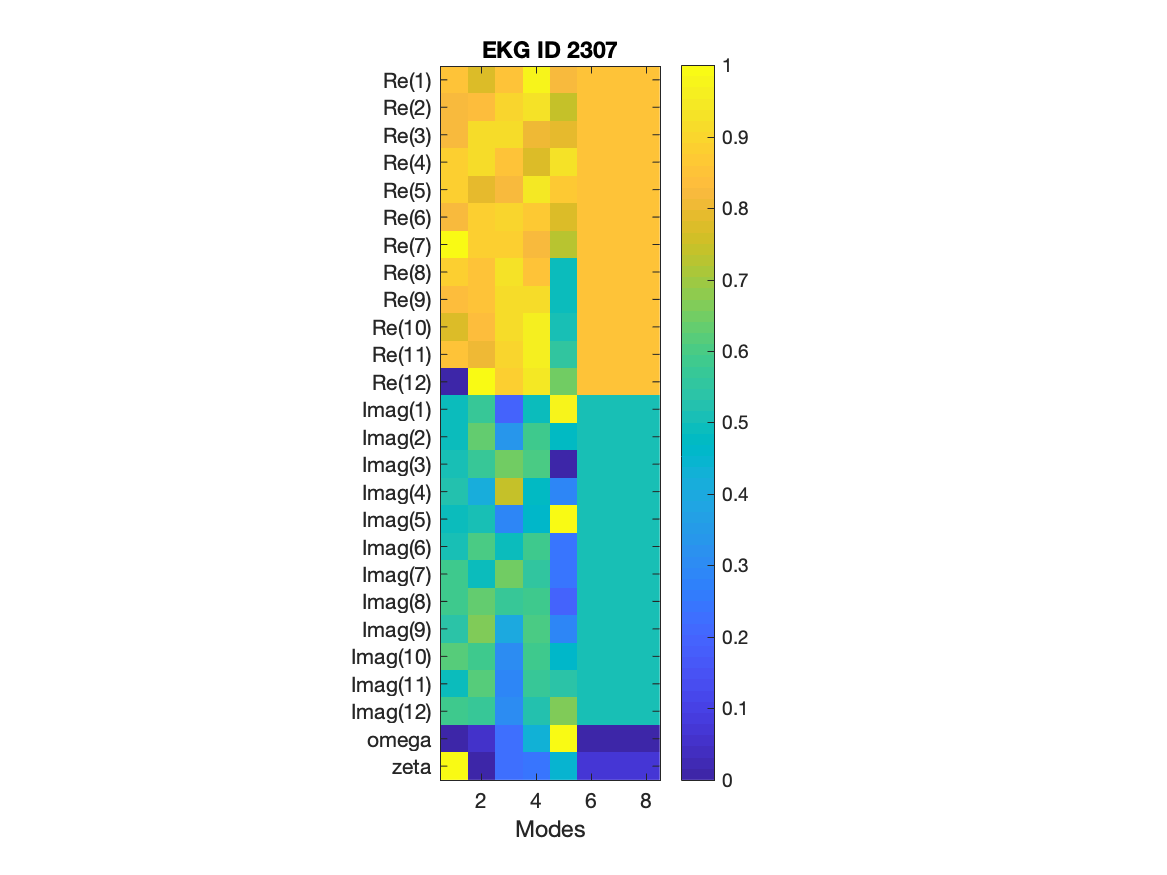 EKG ID 2307
Re(1)
Re(2)
Re(3)
Re(4)
Re(5)
Re(6)
Re(7)
Re(8)
Re(9)
Re(10)
Re(11)
Re(12)
Imag(1)
Imag(2)
Imag(3)
Imag(4)
Imag(5)
Imag(6)
Imag(7)
Imag(8)
Imag(9)
Imag(10)
Imag(11)
Imag(12)
omega
zeta
2 4 6 8
Modes
1
0.9
0.8
0.7
0.6
0.5
0.4
0.3
0.2
0.1
0